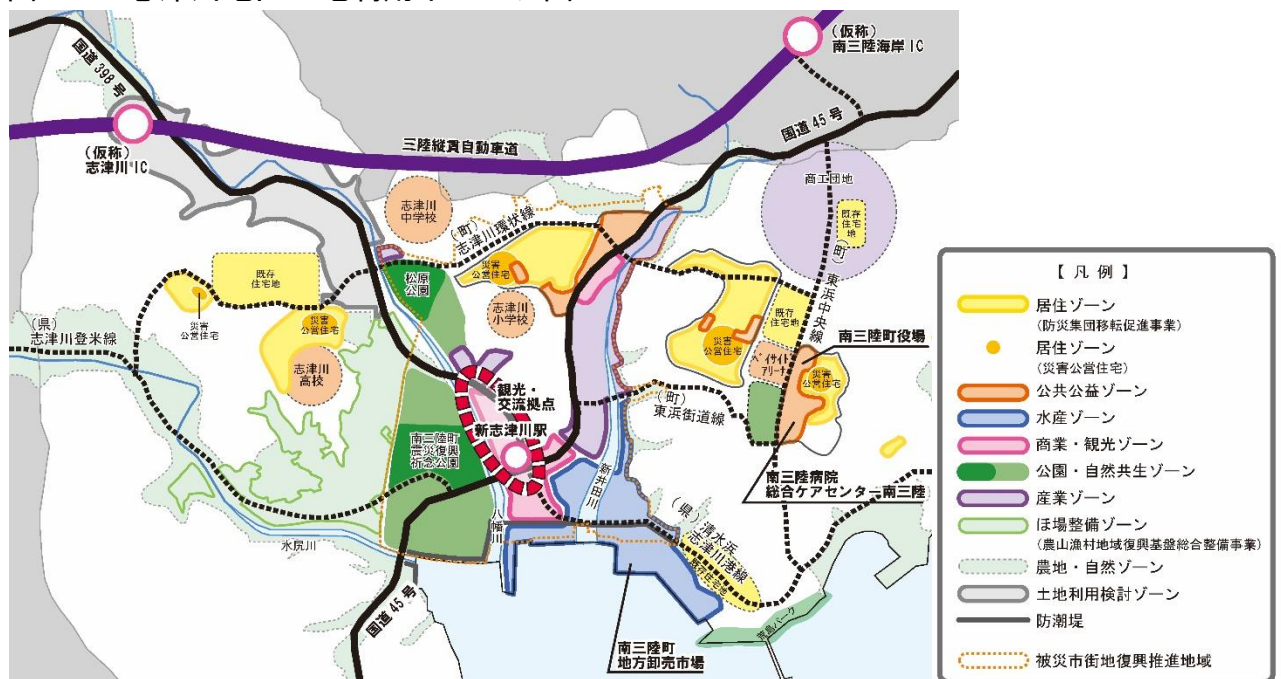 (仮称)
南三陸海岸 IC
国道398号
(仮称)
志津川 IC
三陸縦貫自動車道
国道45号
商工団地
既存
住宅地
志津川
中学校
(町)
志津川環状線
(町)
東浜中央線
松原
公園
災害
公営住宅
志津川
小学校
既存
住宅地
災害
公営住宅
災害
公営住宅
志津川
高校
(県)
志津川登米線
既存
住宅地
災害
公営住宅
ベイサイド
アリーナ
南三陸町役場
災害
公営住宅
観光・
交流拠点
新志津川駅
(町)
東浜街道線
南三陸町
震災復興
祈念公園
南三陸病院
総合ケアセンター南三陸
新井田川
八幡川
水尻川
(県)
清水浜
志津川港線
既存住宅地
国道45号
荒島パーク
南三陸町
地方卸売市場
【 凡 例 】
居住ゾーン
(防災集団移転促進事業)
居住ゾーン
(災害公営住宅)
公共公益ゾーン
水産ゾーン
商業・観光ゾーン
公園・自然共生ゾーン
産業ゾーン
ほ場整備ゾーン
(農山漁村地域復興基盤総合整備事業)
農地・自然ゾーン
土地利用検討ゾーン
防潮堤
被災市街地復興推進地域